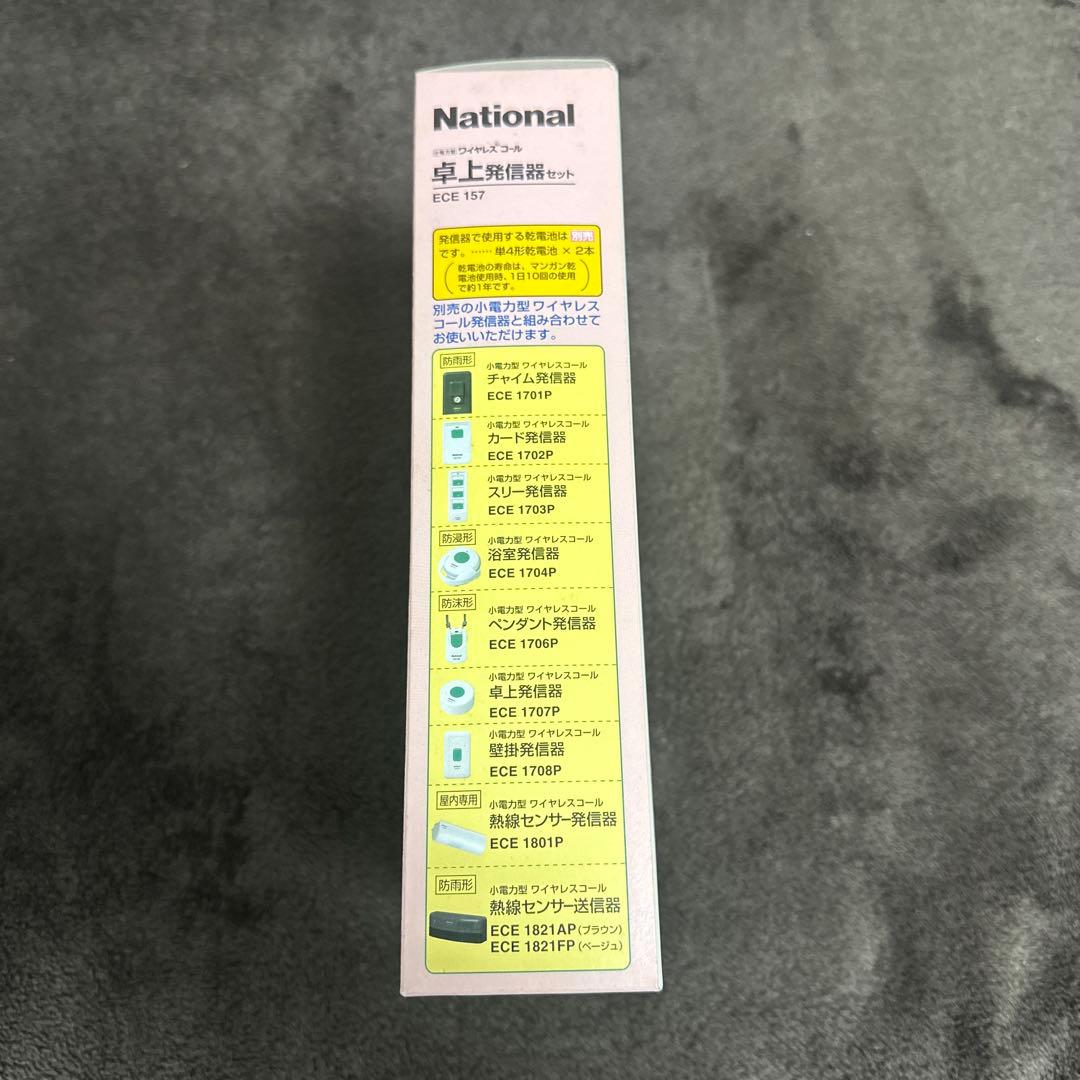 National
小電力型 ワイヤレス コール
卓上発信器セット
ECE 157
発信器で使用する乾電池は 別売
です。…… 単4形乾電池 × 2本
(乾電池の寿命は、マンガン乾
電池使用時、1日10回の使用
で約1年です。)
別売の小電力型 ワイヤレス
コール発信器と組み合わせて
お使いいただけます。
防雨形
小電力型 ワイヤレスコール
チャイム発信器
ECE 1701P
小電力型 ワイヤレスコール
カード発信器
ECE 1702P
National
小電力型 ワイヤレスコール
スリー発信器
ECE 1703P
防浸形
小電力型 ワイヤレスコール
浴室発信器
ECE 1704P
防沫形
小電力型 ワイヤレスコール
ペンダント発信器
ECE 1706P
National
小電力型 ワイヤレスコール
卓上発信器
ECE 1707P
小電力型 ワイヤレスコール
壁掛発信器
ECE 1708P
屋内専用
小電力型 ワイヤレスコール
熱線センサー発信器
ECE 1801P
防雨形
小電力型 ワイヤレスコール
熱線センサー送信器
ECE 1821AP (ブラウン)
ECE 1821FP (ベージュ)